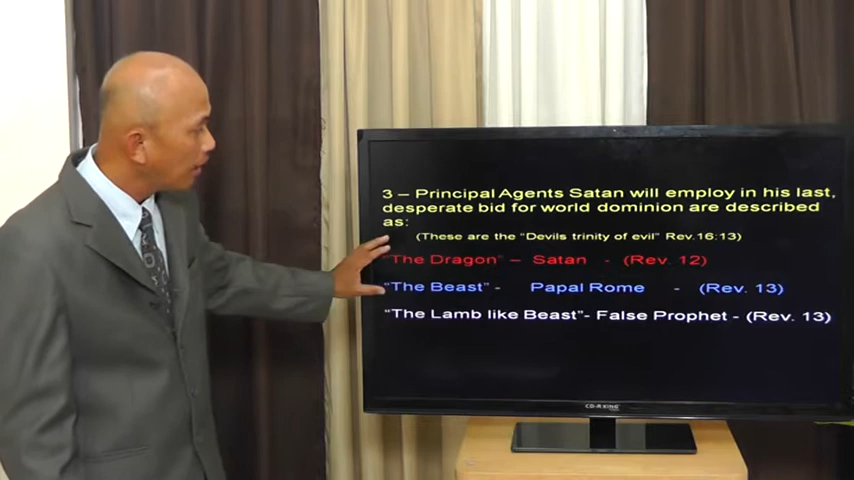 3 – Principal Agents Satan will employ in his last,
desperate bid for world dominion are described
as:
(These are the "Devils trinity of evil" Rev.16:13)
"The Dragon" – Satan - (Rev. 12)
"The Beast" - Papal Rome - (Rev. 13)
"The Lamb like Beast"- False Prophet - (Rev. 13)
CD-R KING